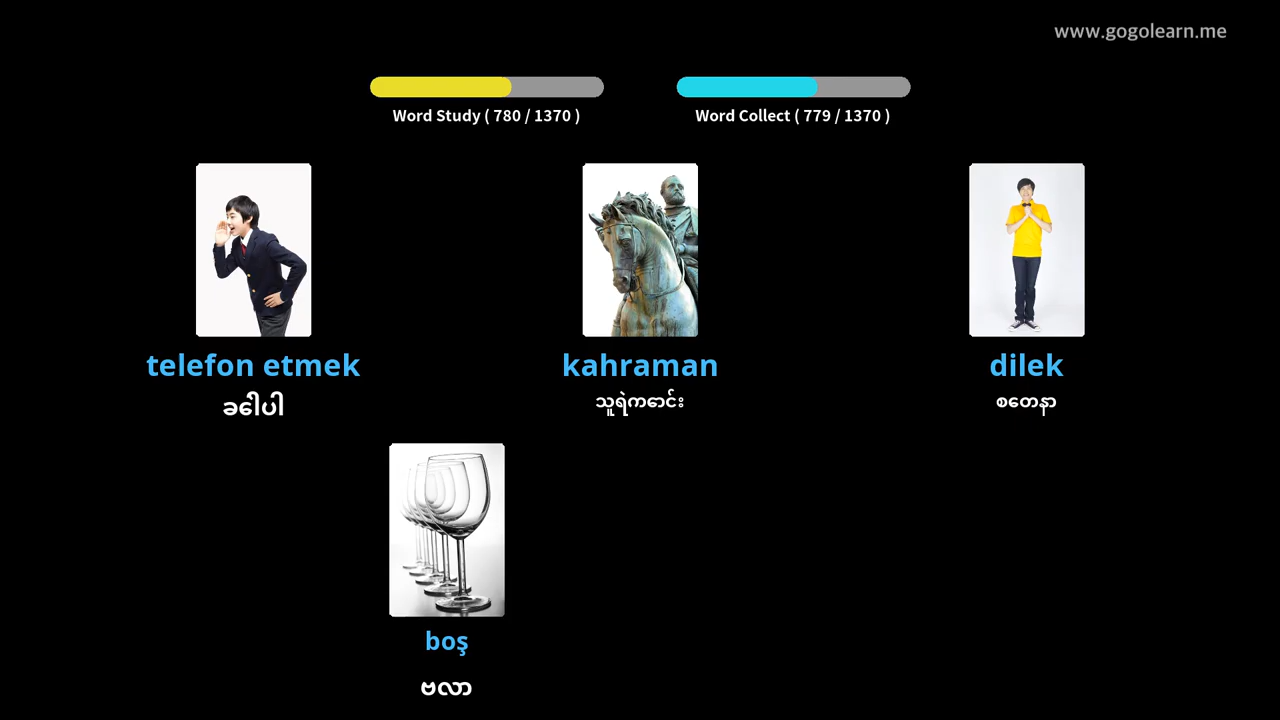 www.gogolearn.me
Word Study ( 780 / 1370 )
Word Collect ( 779 / 1370 )
telefon etmek
ခေါ်ပါ
kahraman
သူရဲကောင်း
dilek
စေတနာ
boş
ဗလာ